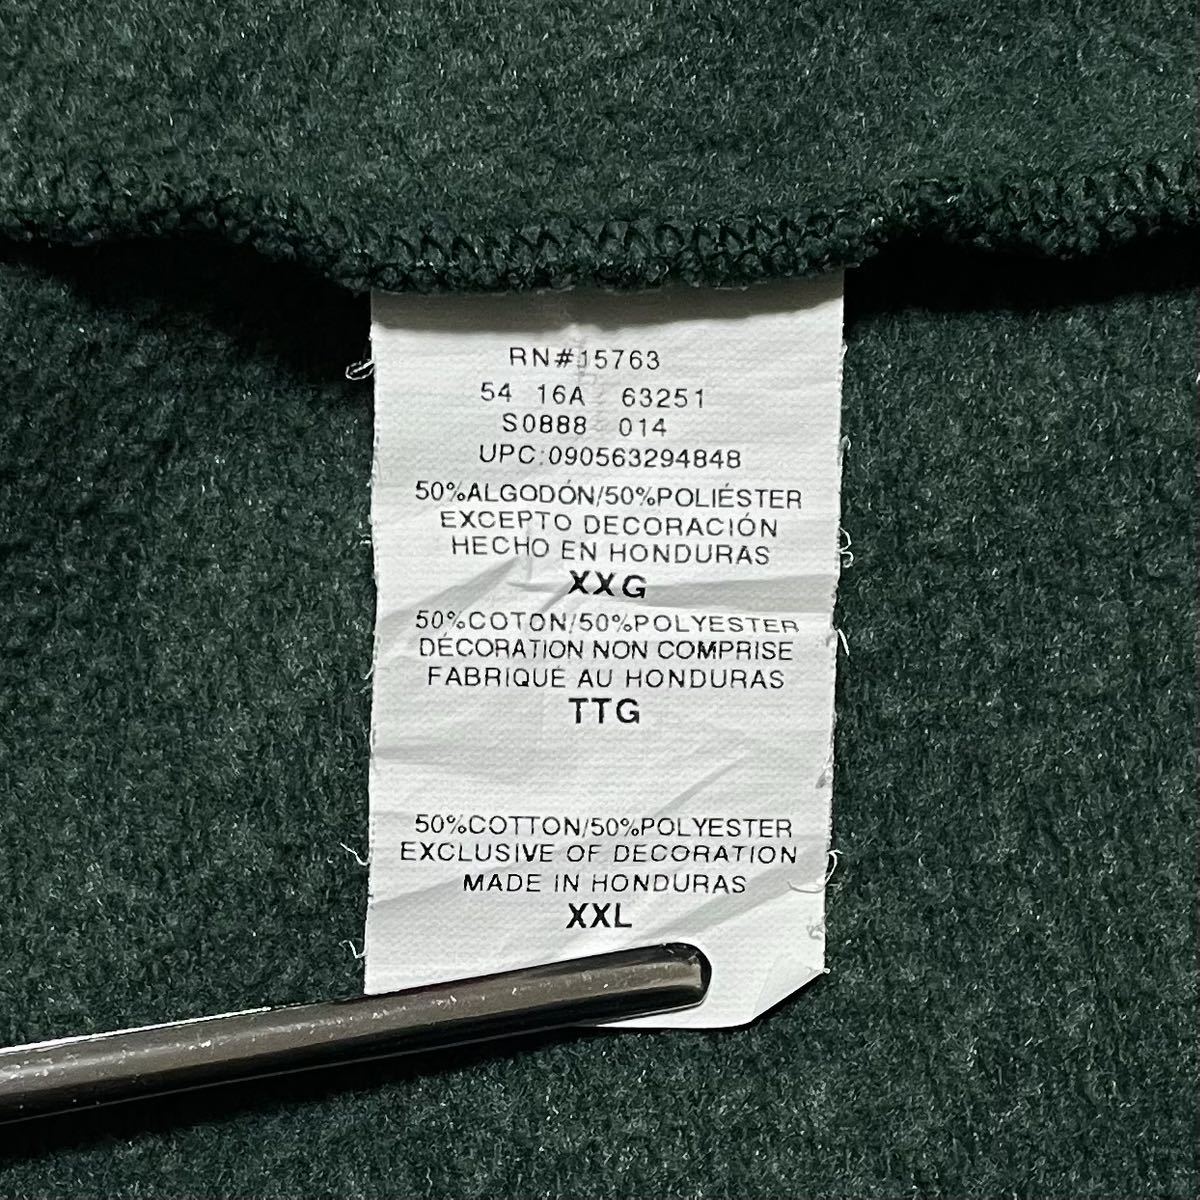 RN#15763
54 16A 63251
S0888 014
UPC:090563294848
50%ALGODÓN/50%POLIÉSTER
EXCEPTO DECORACIÓN
HECHO EN HONDURAS
XXG
50%COTON/50%POLYESTER
DÉCORATION NON COMPRISE
FABRIQUÉ AU HONDURAS
TTG
50%COTTON/50%POLYESTER
EXCLUSIVE OF DECORATION
MADE IN HONDURAS
XXL